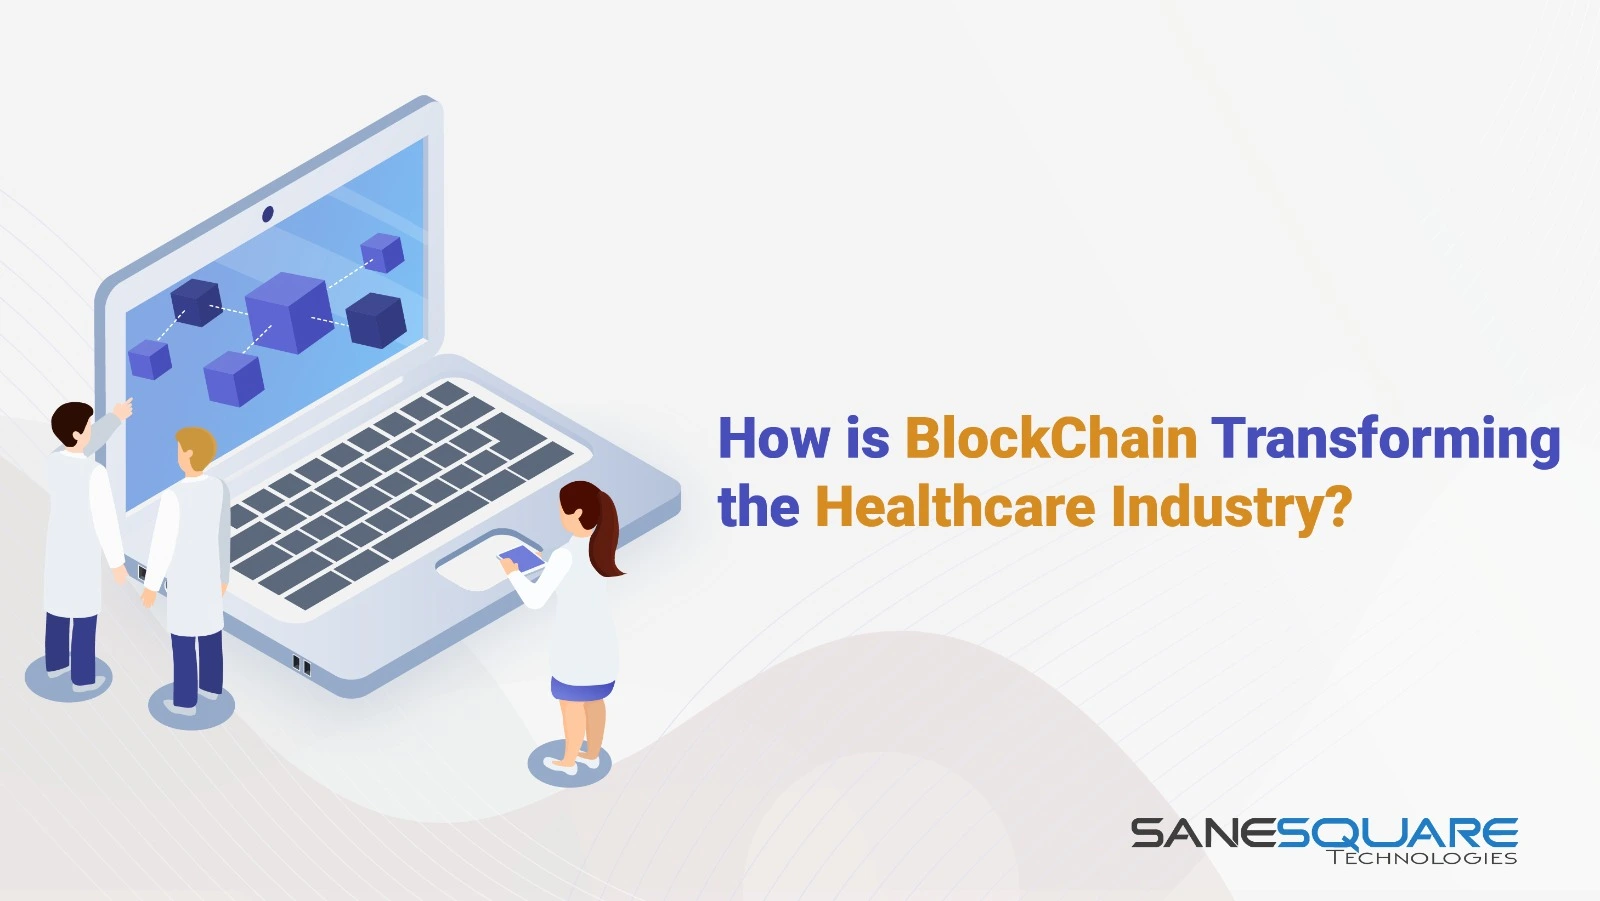 How is BlockChain Transforming
the Healthcare Industry?
SANESQUARE
TECHNOLOGIES